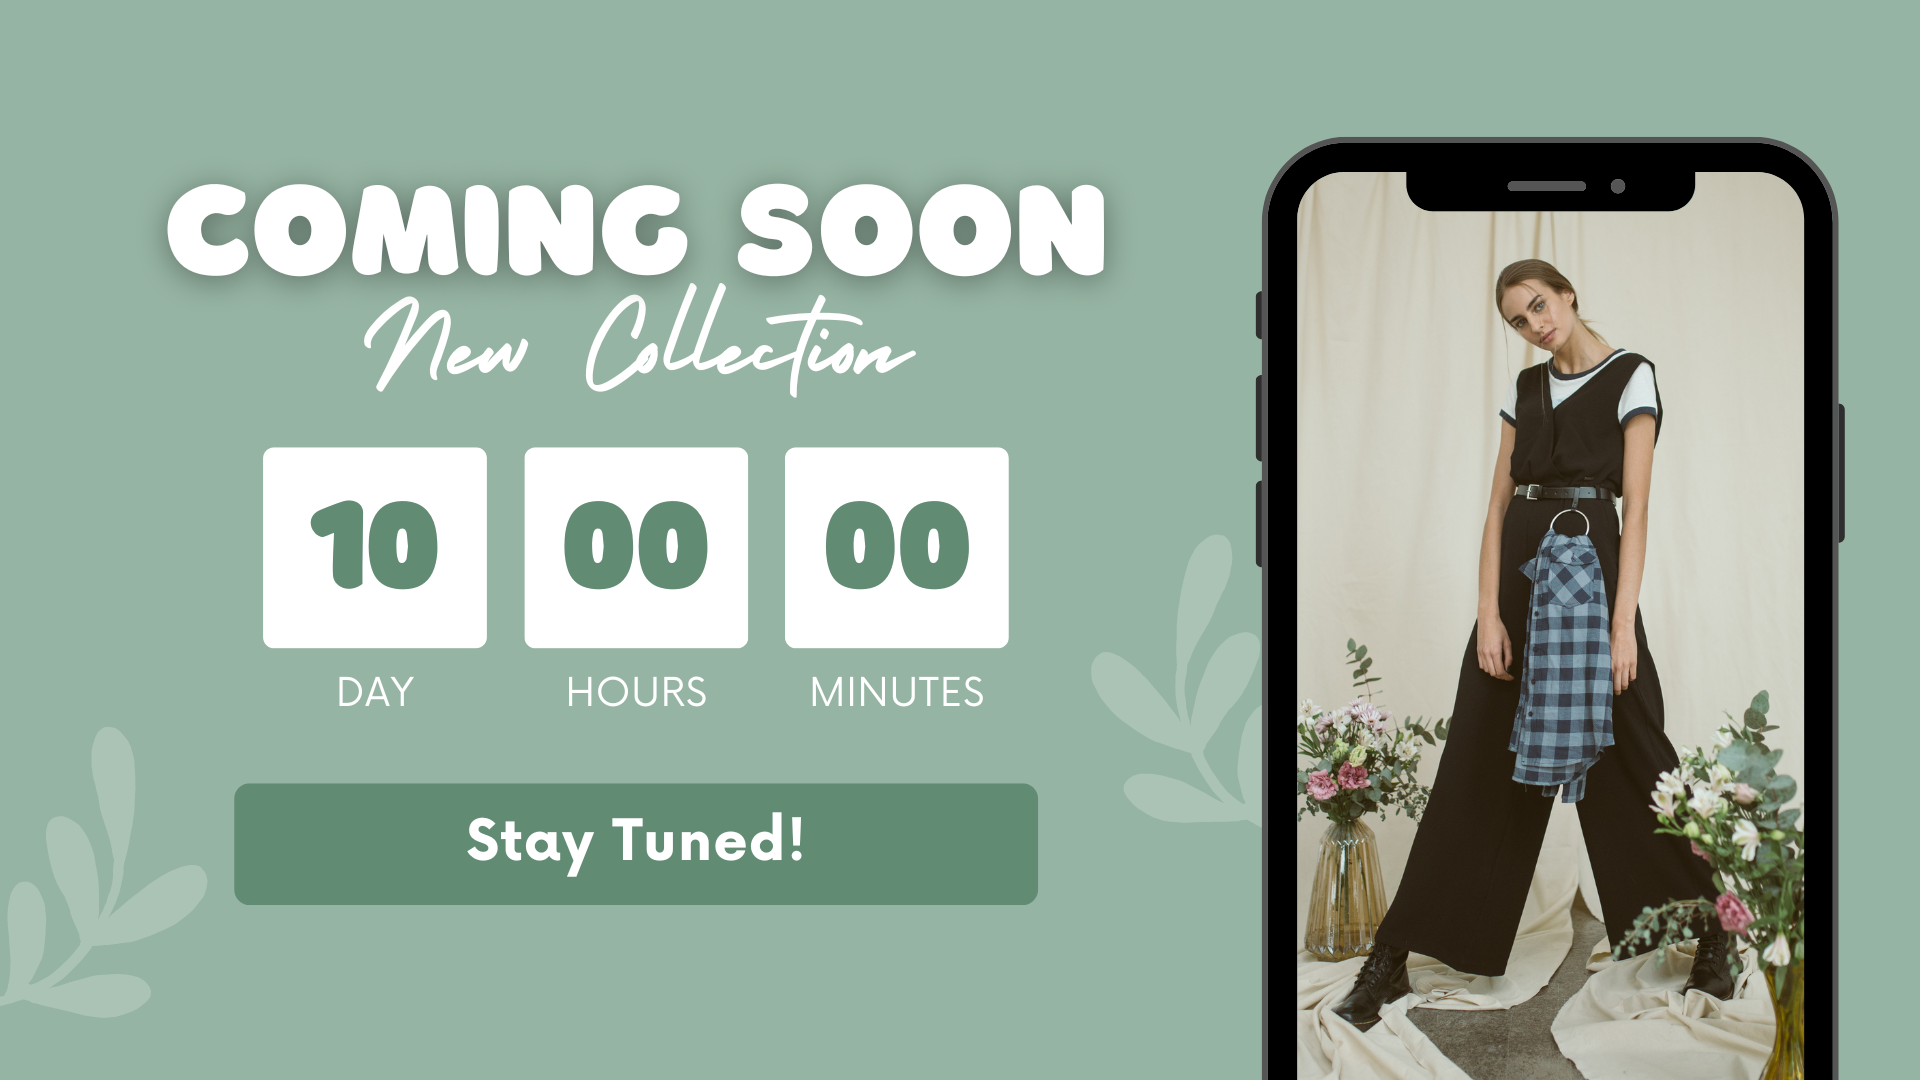 COMING SOON
New Collection
10 00 00
DAY HOURS MINUTES
Stay Tuned!